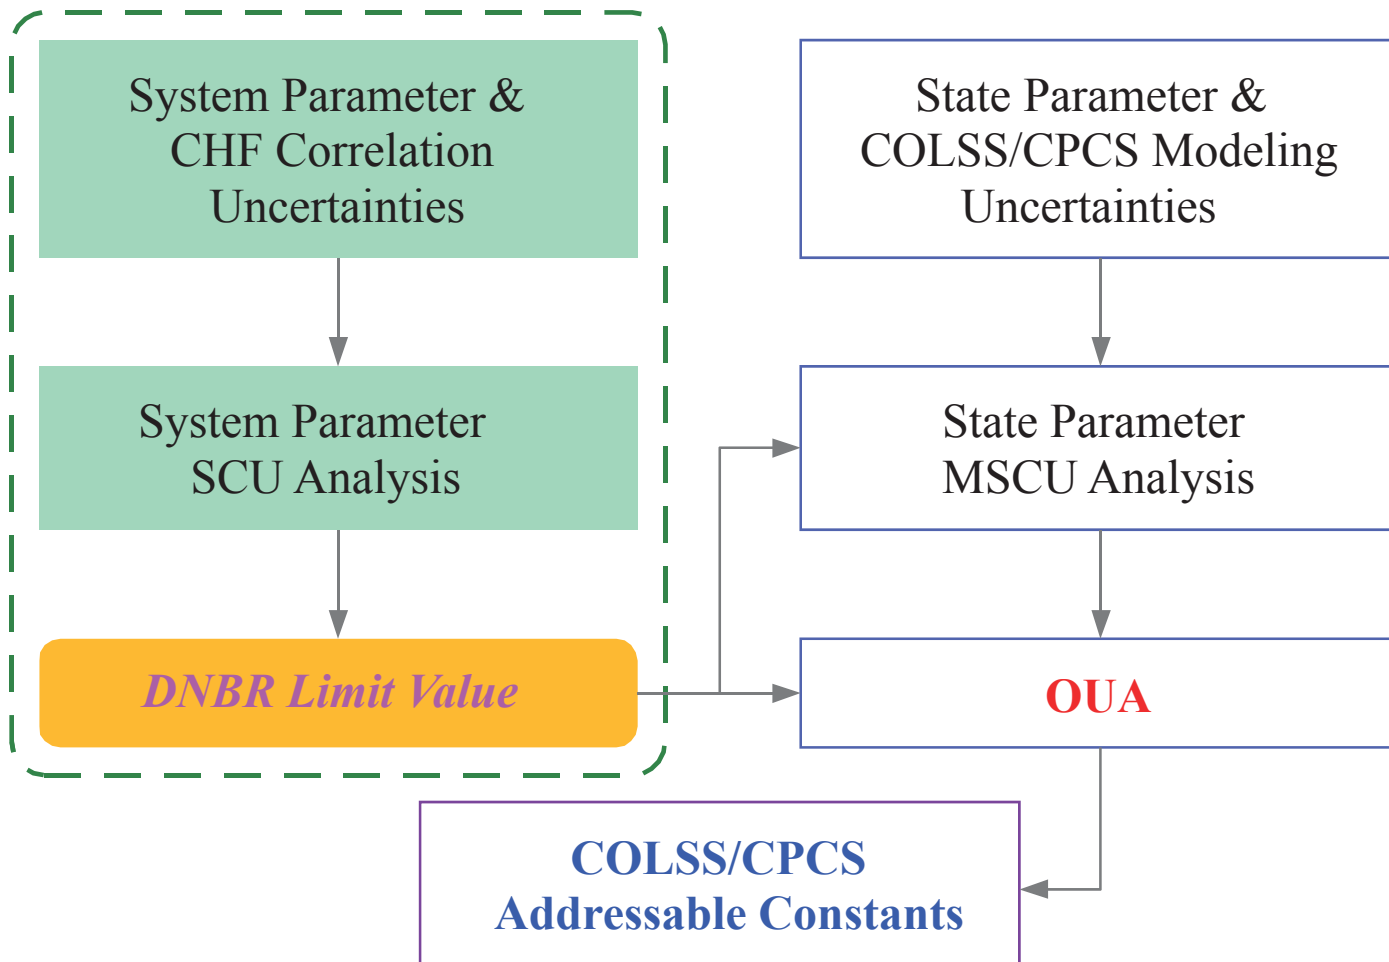 System Parameter &
CHF Correlation
Uncertainties
State Parameter &
COLSS/CPCS Modeling
Uncertainties
System Parameter
SCU Analysis
State Parameter
MSCU Analysis
DNBR Limit Value
OUA
COLSS/CPCS
Addressable Constants